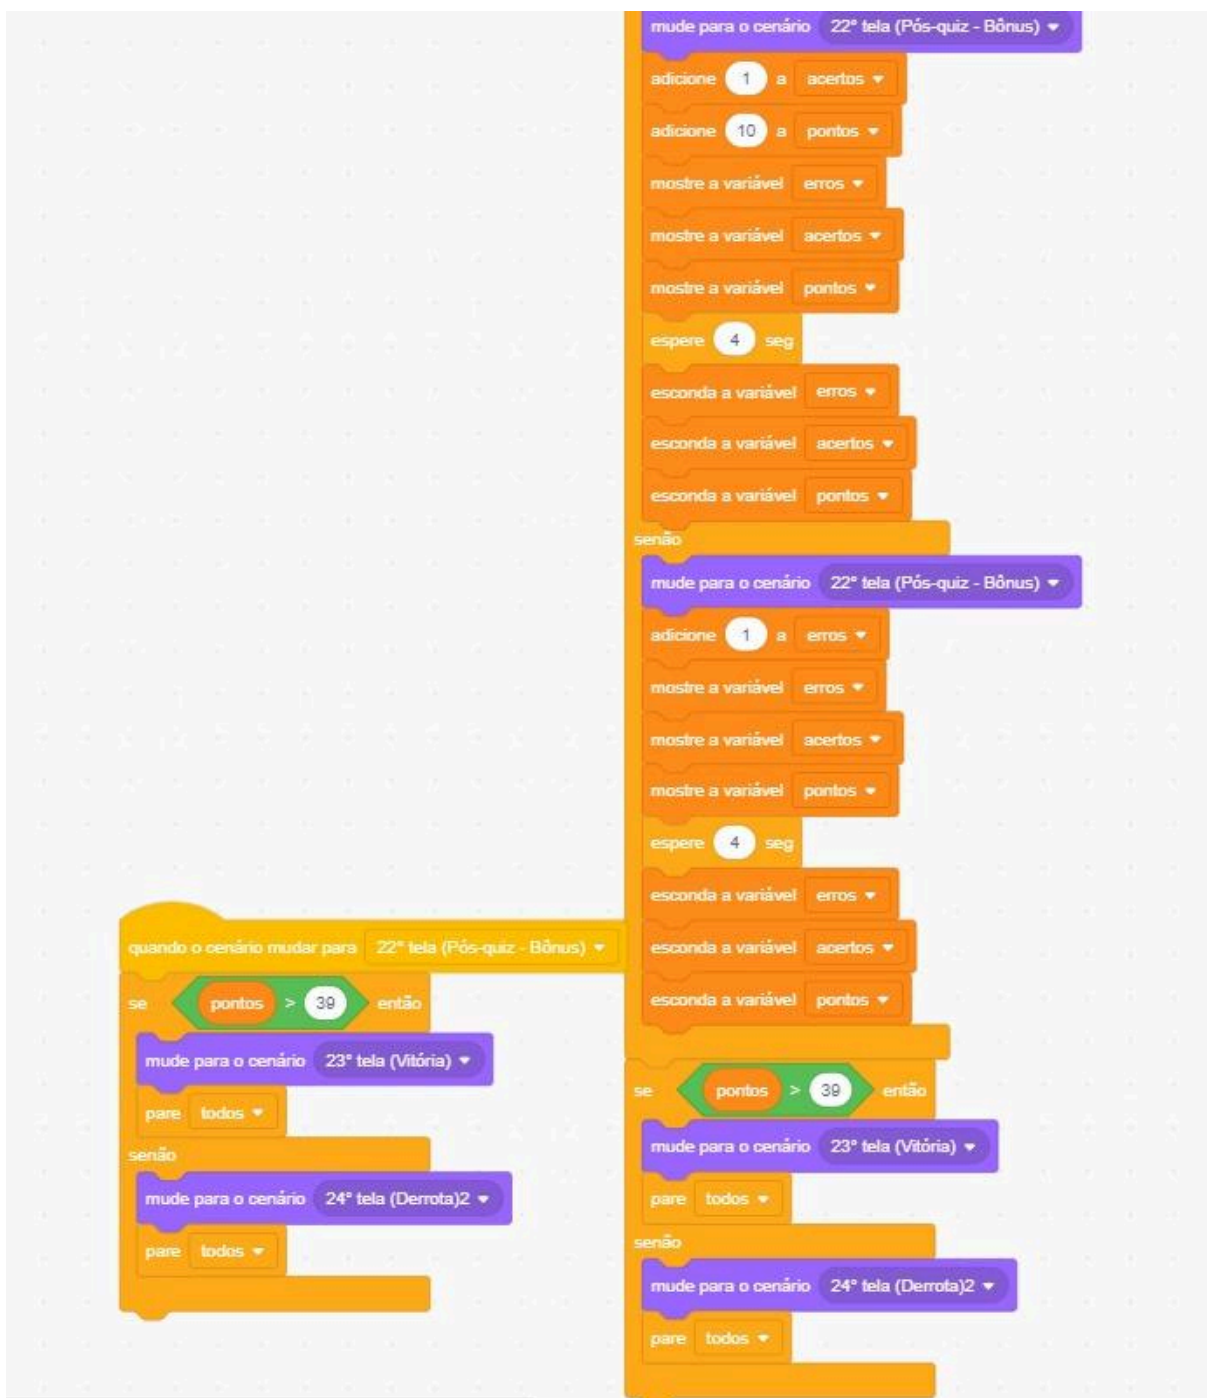 mude para o cenário 22° tela (Pós-quiz - Bônus)
adicione 1 a acertos
adicione 10 a pontos
mostre a variável erros
mostre a variável acertos
mostre a variável pontos
espere 4 seg
esconda a variável erros
esconda a variável acertos
esconda a variável pontos
senão
mude para o cenário 22° tela (Pós-quiz - Bônus)
adicione 1 a erros
mostre a variável erros
mostre a variável acertos
mostre a variável pontos
espere 4 seg
esconda a variável erros
esconda a variável acertos
esconda a variável pontos
se pontos > 39 então
mude para o cenário 23° tela (Vitória)
pare todos
senão
mude para o cenário 24° tela (Derrota)2
pare todos
quando o cenário mudar para 22° tela (Pós-quiz - Bônus)
se pontos > 39 então
mude para o cenário 23° tela (Vitória)
pare todos
senão
mude para o cenário 24° tela (Derrota)2
pare todos